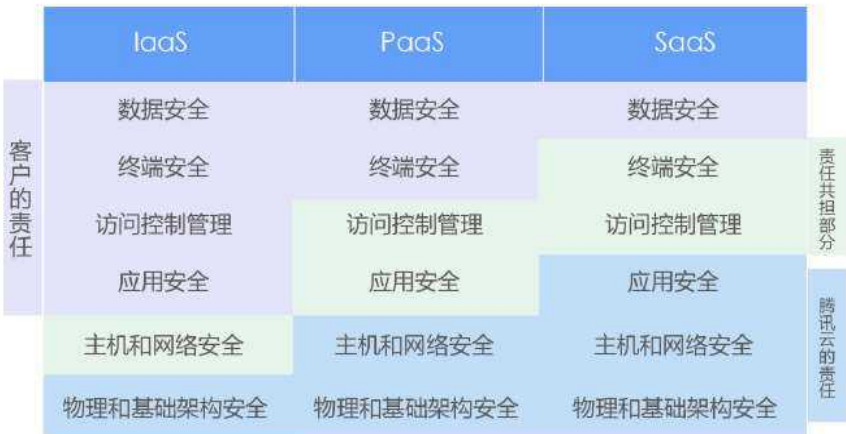 IaaS PaaS SaaS
数据安全 数据安全 数据安全
终端安全 终端安全 终端安全
访问控制管理 访问控制管理 访问控制管理
应用安全 应用安全 应用安全
主机和网络安全 主机和网络安全 主机和网络安全
物理和基础架构安全 物理和基础架构安全 物理和基础架构安全
客户的责任
责任共担部分
腾讯云的责任